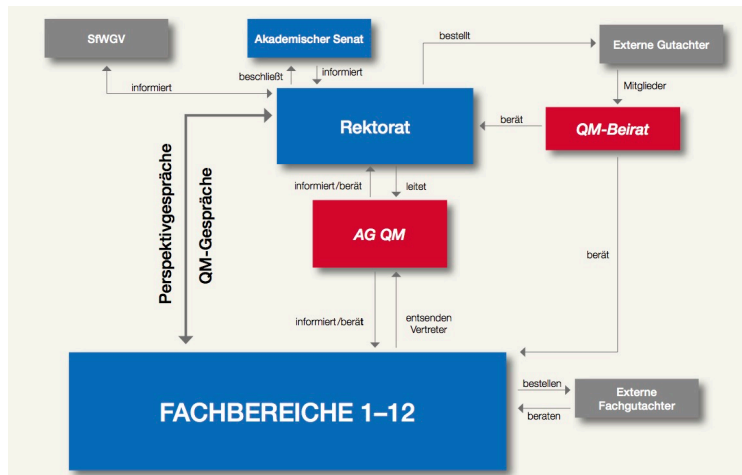 SfWGV
Akademischer Senat
bestellt
Externe Gutachter
informiert
beschließt
informiert
Mitglieder
Rektorat
berät
QM-Beirat
Perspektivgespräche
QM-Gespräche
informiert/berät
leitet
AG QM
berät
informiert/berät
entsenden
Vertreter
FACHBEREICHE 1–12
bestellen
beraten
Externe
Fachgutachter